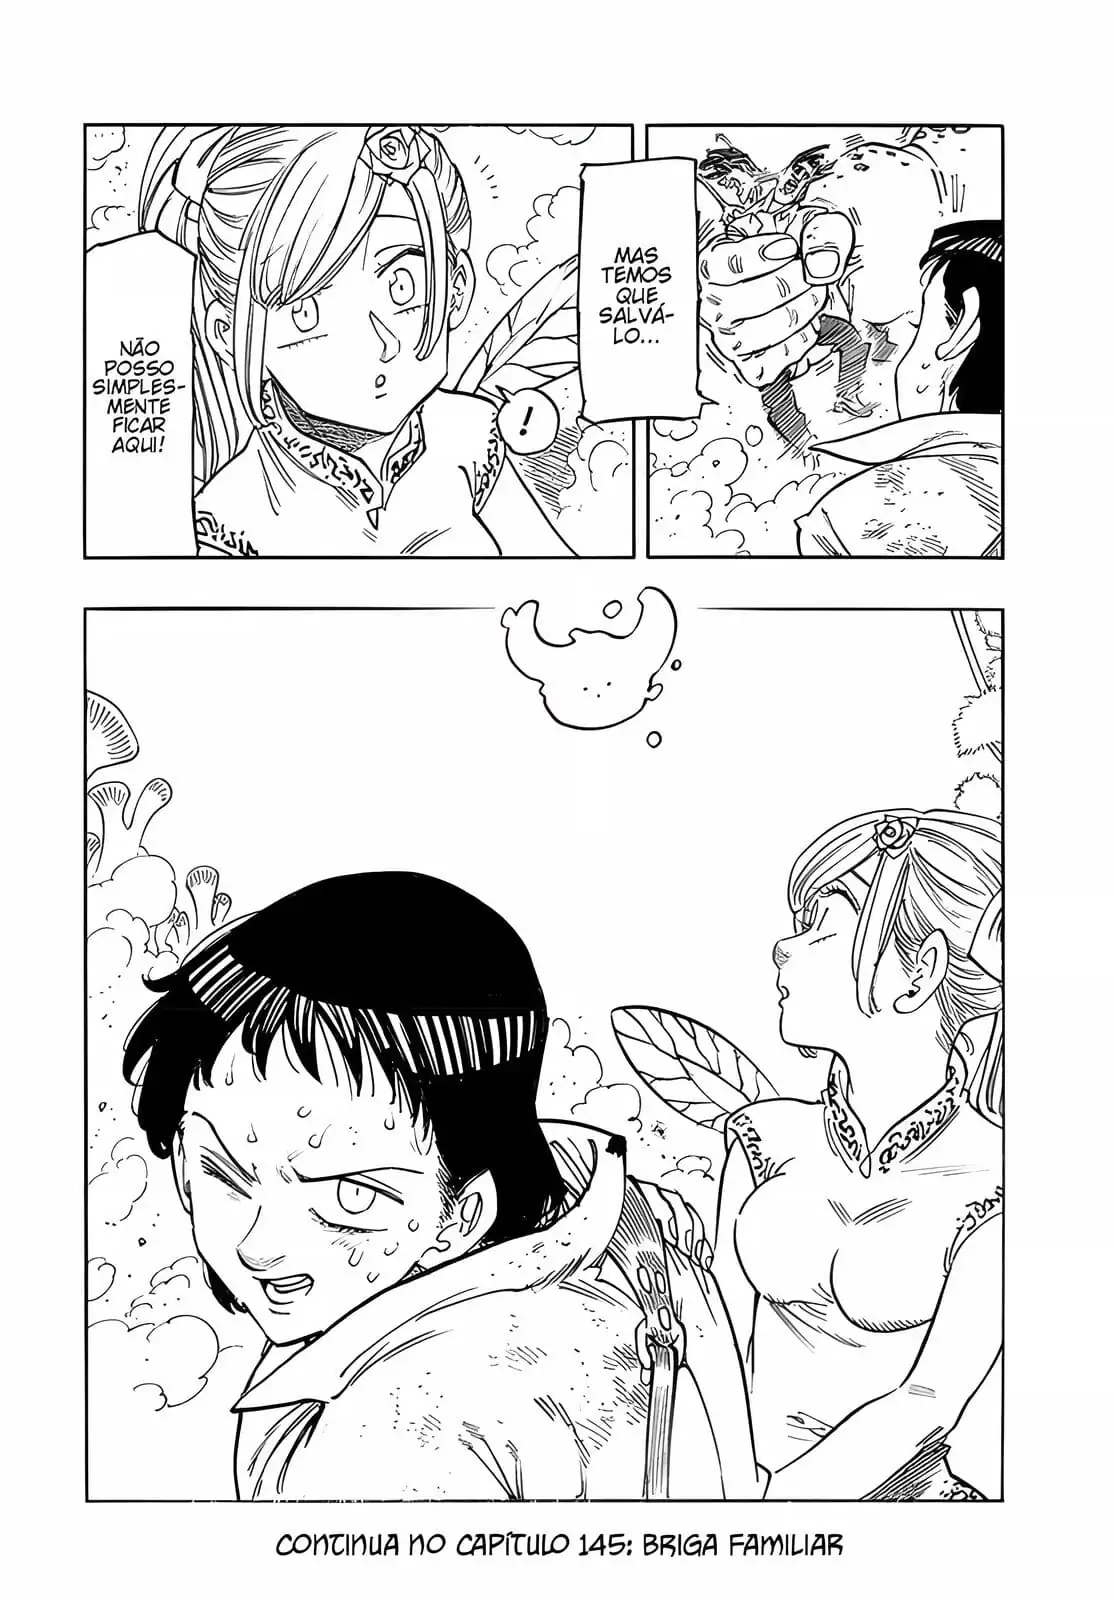 MAS
TEMOS
QUE
SALVÁ-
LO...
!
NÃO
POSSO
SIMPLES-
MENTE
FICAR
AQUI!
CONTINUA NO CAPÍTULO 145: BRIGA FAMILIAR